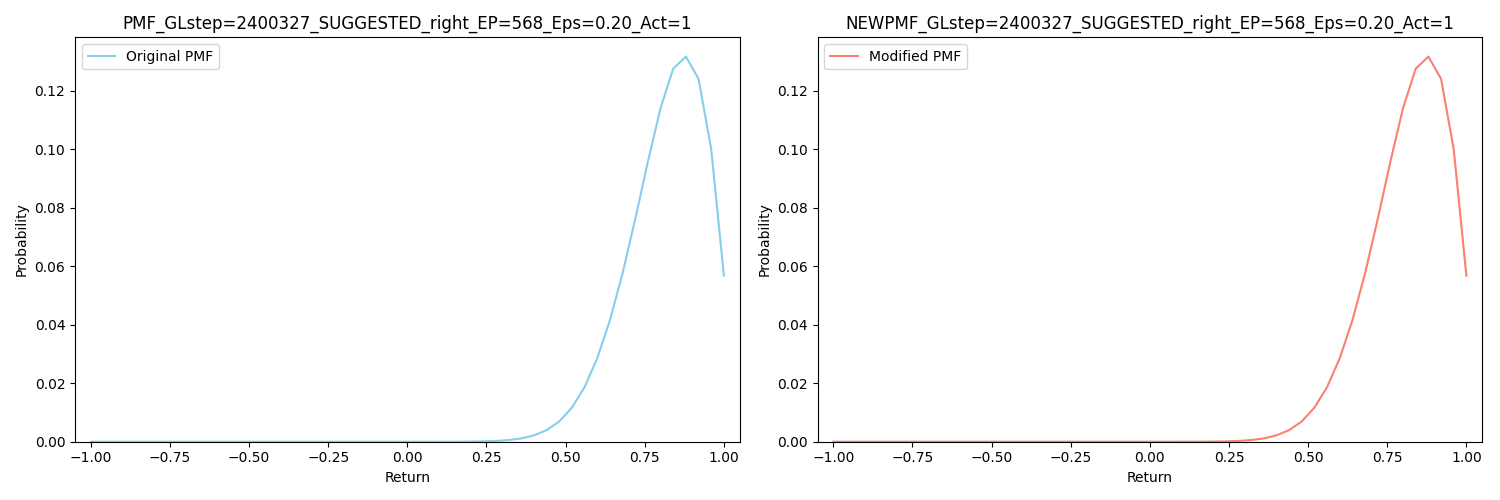 PMF_GLstep=2400327_SUGGESTED_right_EP=568_Eps=0.20_Act=1
Original PMF
Probability
0.12
0.10
0.08
0.06
0.04
0.02
0.00
−1.00 −0.75 −0.50 −0.25 0.00 0.25 0.50 0.75 1.00
Return
NEWPMF_GLstep=2400327_SUGGESTED_right_EP=568_Eps=0.20_Act=1
Modified PMF
Probability
0.12
0.10
0.08
0.06
0.04
0.02
0.00
−1.00 −0.75 −0.50 −0.25 0.00 0.25 0.50 0.75 1.00
Return